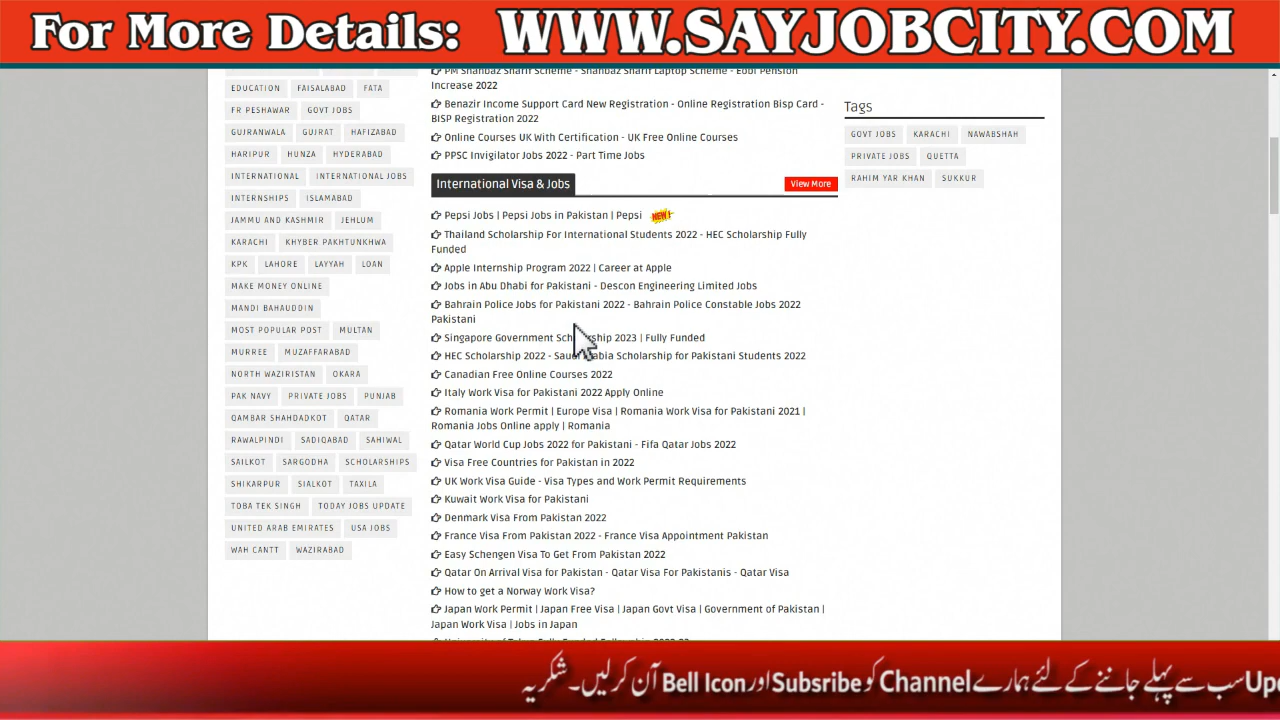 For More Details: WWW.SAYJOBCITY.COM
EDUCATION FAISALABAD FATA
FR PESHAWAR GOVT JOBS
GUJRANWALA GUJRAT HAFIZABAD
HARIPUR HUNZA HYDERABAD
INTERNATIONAL INTERNATIONAL JOBS
INTERNSHIPS ISLAMABAD
JAMMU AND KASHMIR JEHLUM
KARACHI KHYBER PAKHTUNKHWA
KPK LAHORE LAYYAH LOAN
MAKE MONEY ONLINE
MANDI BAHAUDDIN
MOST POPULAR POST MULTAN
MURREE MUZAFFARABAD
NORTH WAZIRISTAN OKARA
PAK NAVY PRIVATE JOBS PUNJAB
QAMBAR SHAHDADKOT QATAR
RAWALPINDI SADIQABAD SAHIWAL
SAILKOT SARGODHA SCHOLARSHIPS
SHIKARPUR SIALKOT TAXILA
TOBA TEK SINGH TODAY JOBS UPDATE
UNITED ARAB EMIRATES USA JOBS
WAH CANTT WAZIRABAD
PM Shahbaz Sharif Scheme - Shahbaz Sharif Laptop Scheme - Eobi Pension
Increase 2022
Benazir Income Support Card New Registration - Online Registration Bisp Card -
BISP Registration 2022
Online Courses UK With Certification - UK Free Online Courses
PPSC Invigilator Jobs 2022 - Part Time Jobs
International Visa & Jobs View More
Pepsi Jobs | Pepsi Jobs in Pakistan | Pepsi NEW!
Thailand Scholarship For International Students 2022 - HEC Scholarship Fully
Funded
Apple Internship Program 2022 | Career at Apple
Jobs in Abu Dhabi for Pakistani - Descon Engineering Limited Jobs
Bahrain Police Jobs for Pakistani 2022 - Bahrain Police Constable Jobs 2022
Pakistani
Singapore Government Scholarship 2023 | Fully Funded
HEC Scholarship 2022 - Saudi Arabia Scholarship for Pakistani Students 2022
Canadian Free Online Courses 2022
Italy Work Visa for Pakistani 2022 Apply Online
Romania Work Permit | Europe Visa | Romania Work Visa for Pakistani 2021 |
Romania Jobs Online apply | Romania
Qatar World Cup Jobs 2022 for Pakistani - Fifa Qatar Jobs 2022
Visa Free Countries for Pakistan in 2022
UK Work Visa Guide - Visa Types and Work Permit Requirements
Kuwait Work Visa for Pakistani
Denmark Visa From Pakistan 2022
France Visa From Pakistan 2022 - France Visa Appointment Pakistan
Easy Schengen Visa To Get From Pakistan 2022
Qatar On Arrival Visa for Pakistan - Qatar Visa For Pakistanis - Qatar Visa
How to get a Norway Work Visa?
Japan Work Permit | Japan Free Visa | Japan Govt Visa | Government of Pakistan |
Japan Work Visa | Jobs in Japan
Tags
GOVT JOBS KARACHI NAWABSHAH
PRIVATE JOBS QUETTA
RAHIM YAR KHAN SUKKUR
سب سے پہلے جاننے کے لئے ہمارے Channel کو Subsribe اور Bell Icon آن کرلیں۔ شکریہ